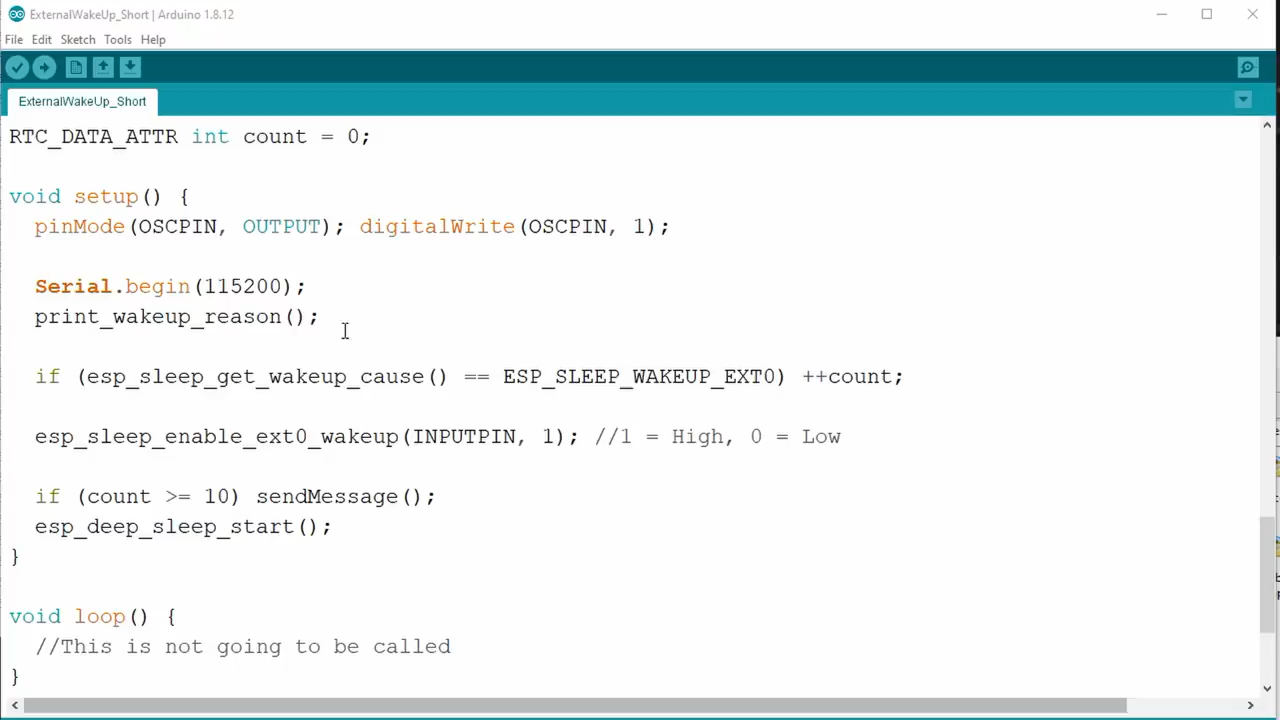 ExternalWakeUp_Short | Arduino 1.8.12
File Edit Sketch Tools Help
ExternalWakeUp_Short
RTC_DATA_ATTR int count = 0;
void setup() {
pinMode(OSCPIN, OUTPUT); digitalWrite(OSCPIN, 1);
Serial.begin(115200);
print_wakeup_reason();
if (esp_sleep_get_wakeup_cause() == ESP_SLEEP_WAKEUP_EXT0) ++count;
esp_sleep_enable_ext0_wakeup(INPUTPIN, 1); //1 = High, 0 = Low
if (count >= 10) sendMessage();
esp_deep_sleep_start();
}
void loop() {
//This is not going to be called
}